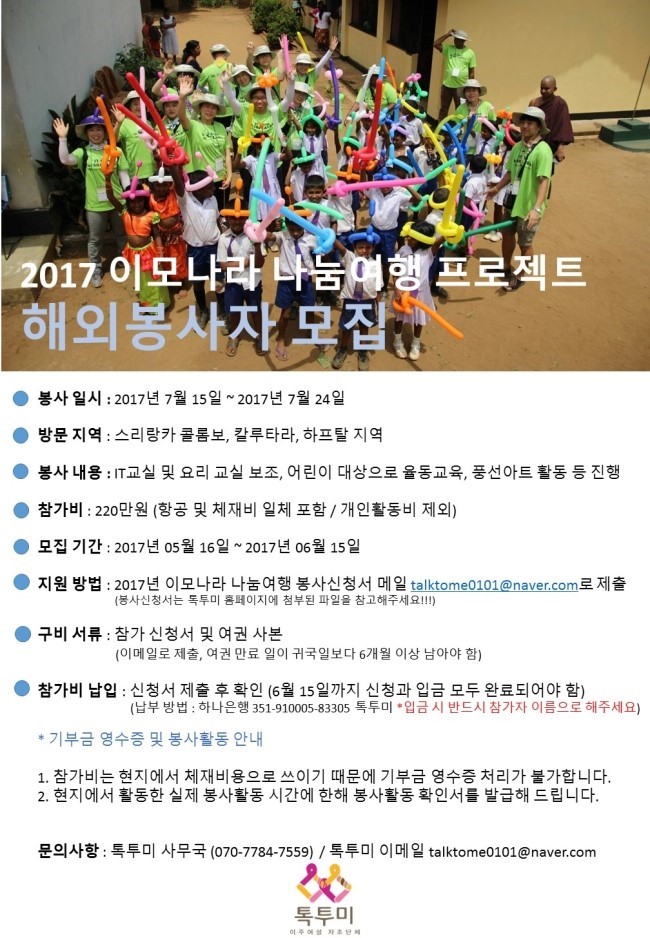 2017 이모나라 나눔여행 프로젝트
해외봉사자 모집
봉사 일시 : 2017년 7월 15일 ~ 2017년 7월 24일
방문 지역 : 스리랑카 콜롬보, 칼루타라, 하프탈 지역
봉사 내용 : IT교실 및 요리 교실 보조, 어린이 대상으로 율동교육, 풍선아트 활동 등 진행
참가비 : 220만원 (항공 및 체재비 일체 포함 / 개인활동비 제외)
모집 기간 : 2017년 05월 16일 ~ 2017년 06월 15일
지원 방법 : 2017년 이모나라 나눔여행 봉사신청서 메일 talktome0101@naver.com로 제출
(봉사신청서는 톡투미 홈페이지에 첨부된 파일을 참고해주세요!!!)
구비 서류 : 참가 신청서 및 여권 사본
(이메일로 제출, 여권 만료 일이 귀국일보다 6개월 이상 남아야 함)
참가비 납입 : 신청서 제출 후 확인 (6월 15일까지 신청과 입금 모두 완료되어야 함)
(납부 방법 : 하나은행 351-910005-83305 톡투미 *입금 시 반드시 참가자 이름으로 해주세요)
* 기부금 영수증 및 봉사활동 안내
1. 참가비는 현지에서 체재비용으로 쓰이기 때문에 기부금 영수증 처리가 불가합니다.
2. 현지에서 활동한 실제 봉사활동 시간에 한해 봉사활동 확인서를 발급해 드립니다.
문의사항 : 톡투미 사무국 (070-7784-7559) / 톡투미 이메일 talktome0101@naver.com
톡투미
이주여성 자조단체